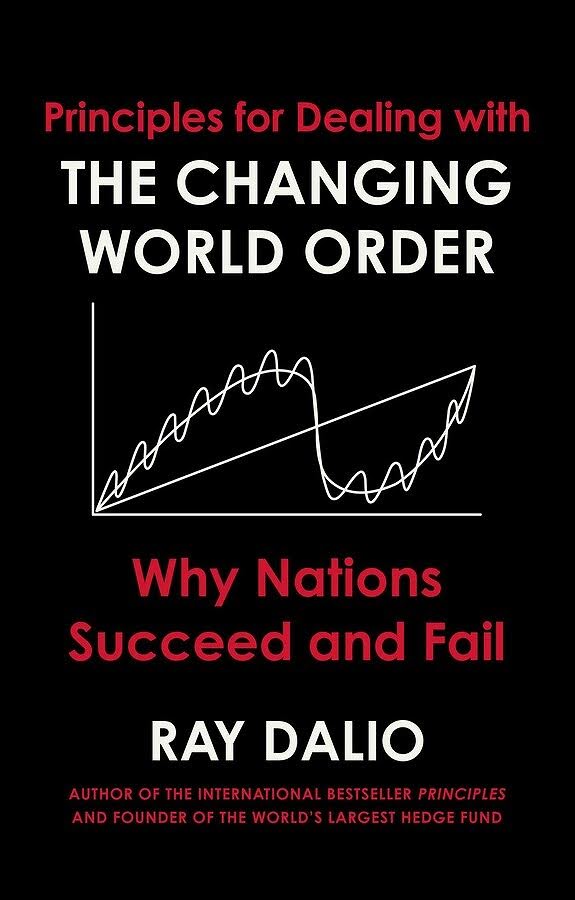 Principles for Dealing with
THE CHANGING
WORLD ORDER
Why Nations
Succeed and Fail
RAY DALIO
AUTHOR OF THE INTERNATIONAL BESTSELLER PRINCIPLES
AND FOUNDER OF THE WORLD'S LARGEST HEDGE FUND